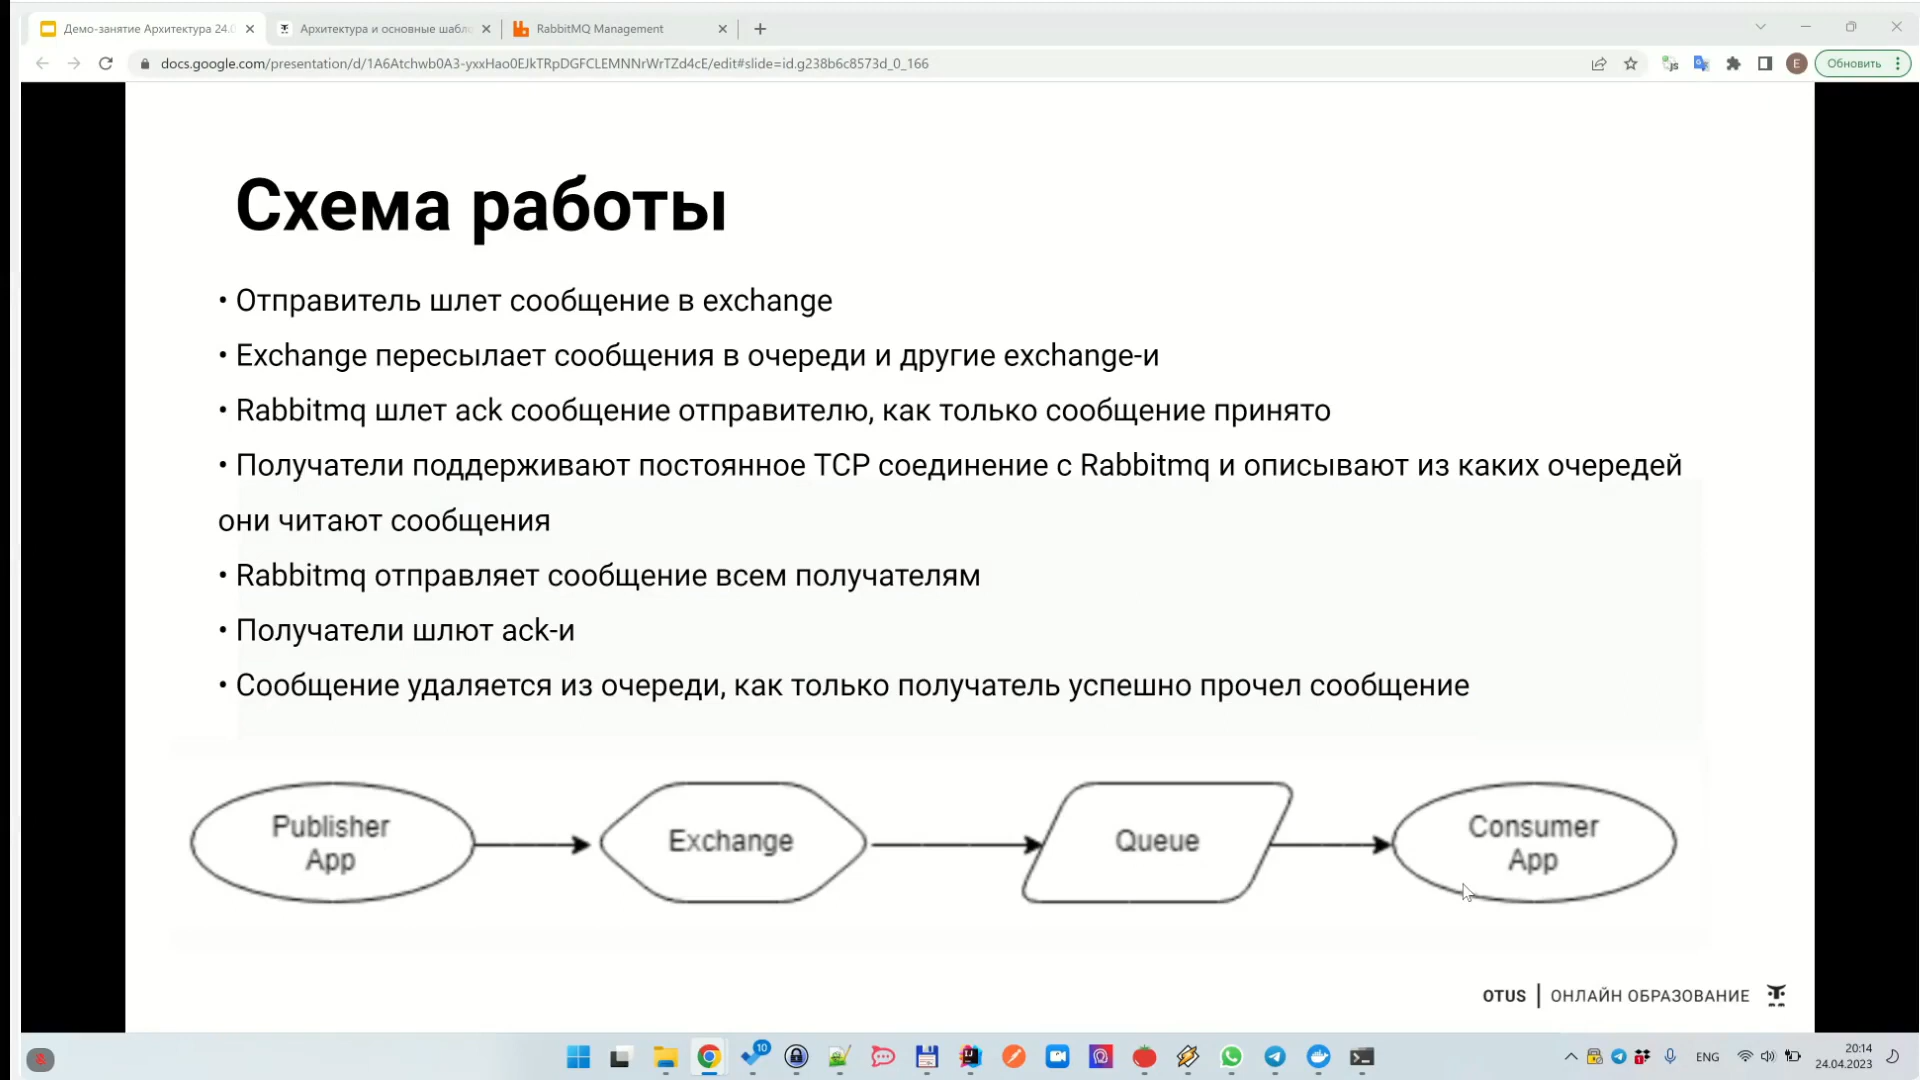 Демо-занятие Архитектура 24.0
Архитектура и основные шабло
RabbitMQ Management
docs.google.com/presentation/d/1A6Atchwb0A3-yxxHao0EJkTRpDGFCLEMNNrWrTZd4cE/edit#slide=id.g238b6c8573d_0_166
E
Обновить
Схема работы
• Отправитель шлет сообщение в exchange
• Exchange пересылает сообщения в очереди и другие exchange-и
• Rabbitmq шлет ack сообщение отправителю, как только сообщение принято
• Получатели поддерживают постоянное TCP соединение с Rabbitmq и описывают из каких очередей
они читают сообщения
• Rabbitmq отправляет сообщение всем получателям
• Получатели шлют ack-и
• Сообщение удаляется из очереди, как только получатель успешно прочел сообщение
Publisher
App
Exchange
Queue
Consumer
App
OTUS | ОНЛАЙН ОБРАЗОВАНИЕ
10
ENG
20:14
24.04.2023